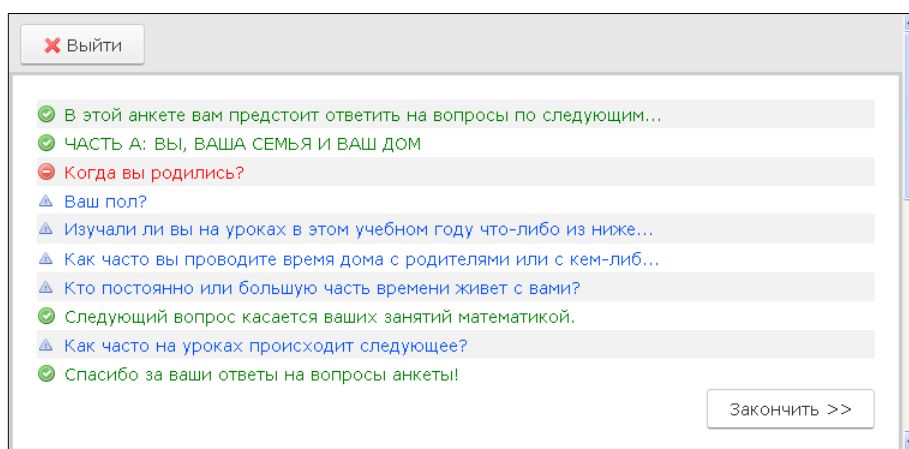 Выйти
В этой анкете вам предстоит ответить на вопросы по следующим...
ЧАСТЬ А: ВЫ, ВАША СЕМЬЯ И ВАШ ДОМ
Когда вы родились?
Ваш пол?
Изучали ли вы на уроках в этом учебном году что-либо из ниже...
Как часто вы проводите время дома с родителями или с кем-либ...
Кто постоянно или большую часть времени живет с вами?
Следующий вопрос касается ваших занятий математикой.
Как часто на уроках происходит следующее?
Спасибо за ваши ответы на вопросы анкеты!
Закончить >>